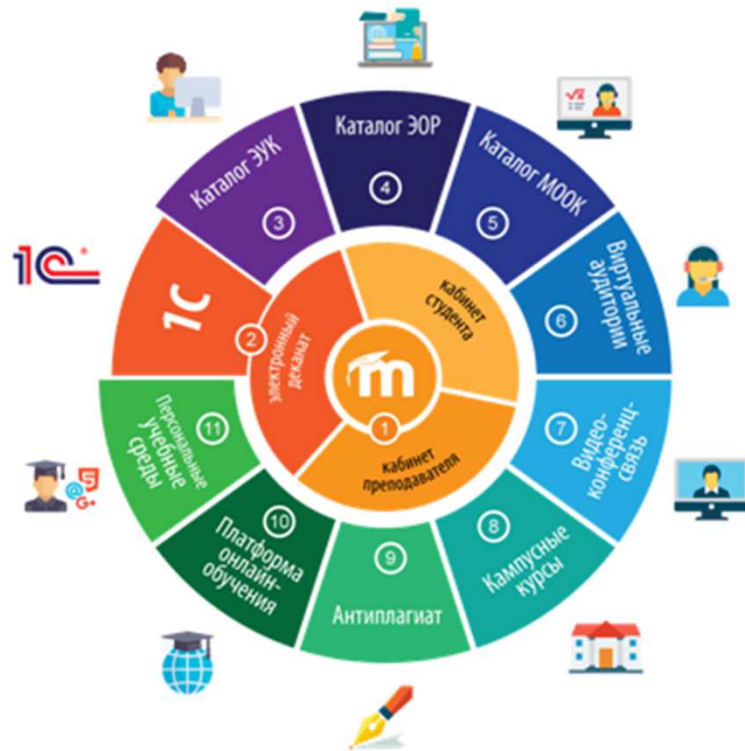 Каталог ЭОР
4
Каталог МООК
5
Виртуальные
аудитории
6
7
Видео-
конференц-
связь
8
Кампусные
курсы
9
Антиплагиат
10
Платформа
онлайн-
обучения
11
Персональные
учебные
среды
1С
2
Каталог ЭУК
3
электронный
деканат
кабинет
студента
m
1
кабинет
преподавателя
1С